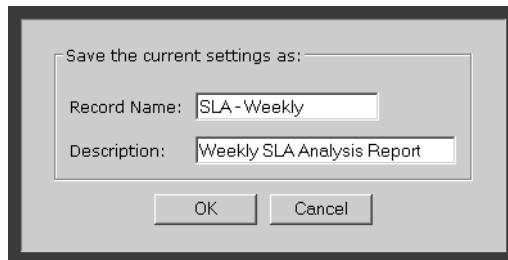 Save the current settings as:
Record Name: SLA - Weekly
Description: Weekly SLA Analysis Report
OK Cancel